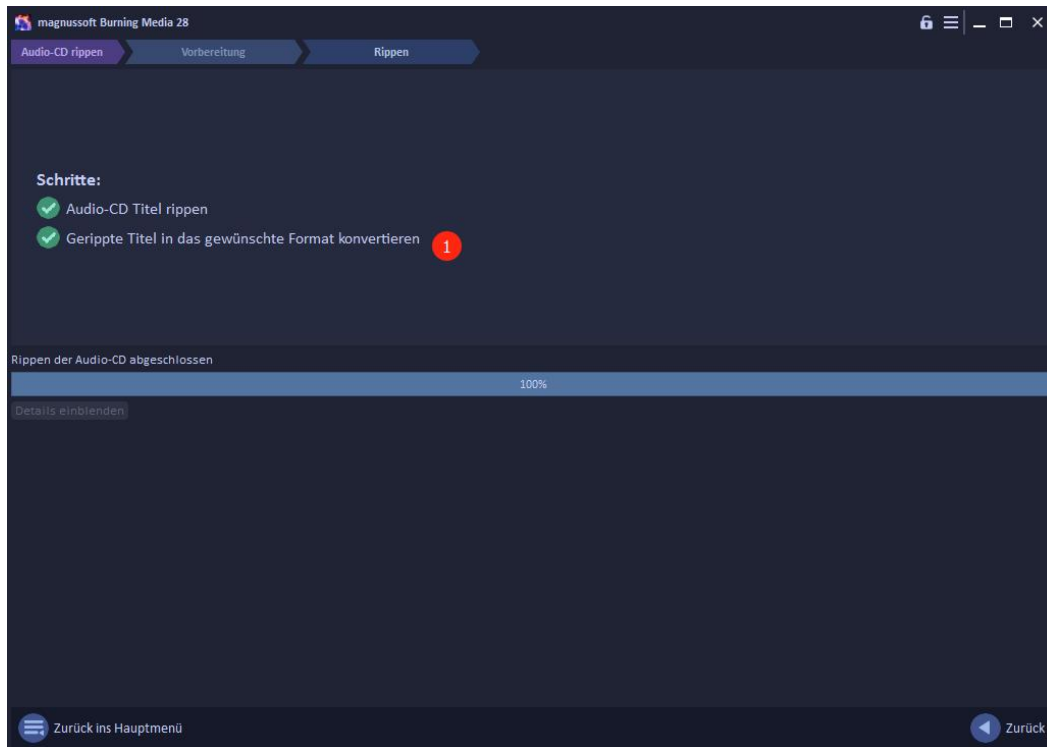 magnussoft Burning Media 28
Audio-CD rippen Vorbereitung Rippen
Schritte:
Audio-CD Titel rippen
Gerippte Titel in das gewünschte Format konvertieren 1
Rippen der Audio-CD abgeschlossen
100%
Details einblenden
Zurück ins Hauptmenü Zurück